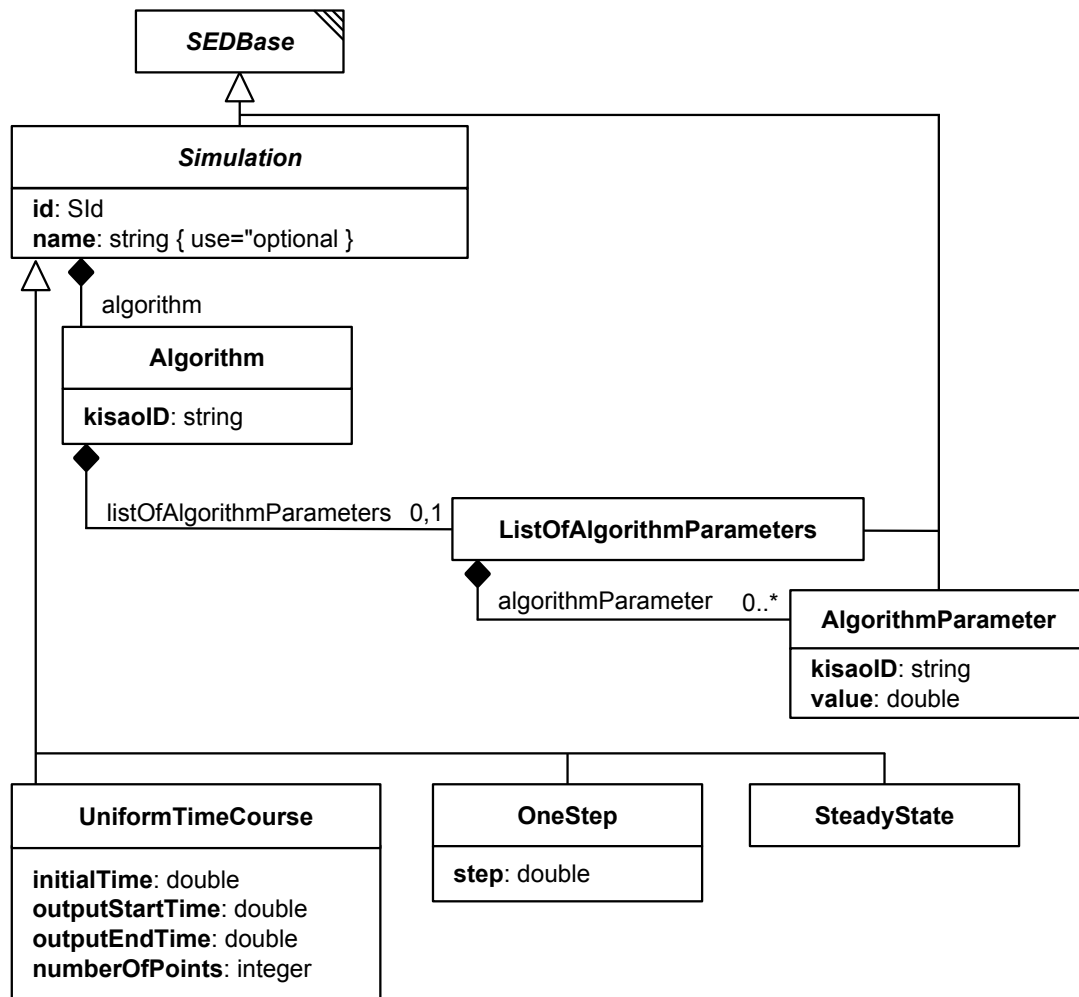 SEDBase
Simulation
id: SId
name: string { use="optional }
algorithm
Algorithm
kisaoID: string
listOfAlgorithmParameters 0,1
ListOfAlgorithmParameters
algorithmParameter 0..*
AlgorithmParameter
kisaoID: string
value: double
UniformTimeCourse
initialTime: double
outputStartTime: double
outputEndTime: double
numberOfPoints: integer
OneStep
step: double
SteadyState